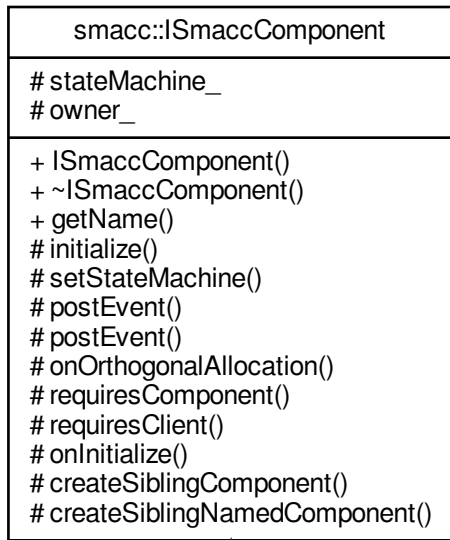 smacc::ISmaccComponent
# stateMachine_
# owner_
+ ISmaccComponent()
+ ~ISmaccComponent()
+ getName()
# initialize()
# setStateMachine()
# postEvent()
# postEvent()
# onOrthogonalAllocation()
# requiresComponent()
# requiresClient()
# onInitialize()
# createSiblingComponent()
# createSiblingNamedComponent()